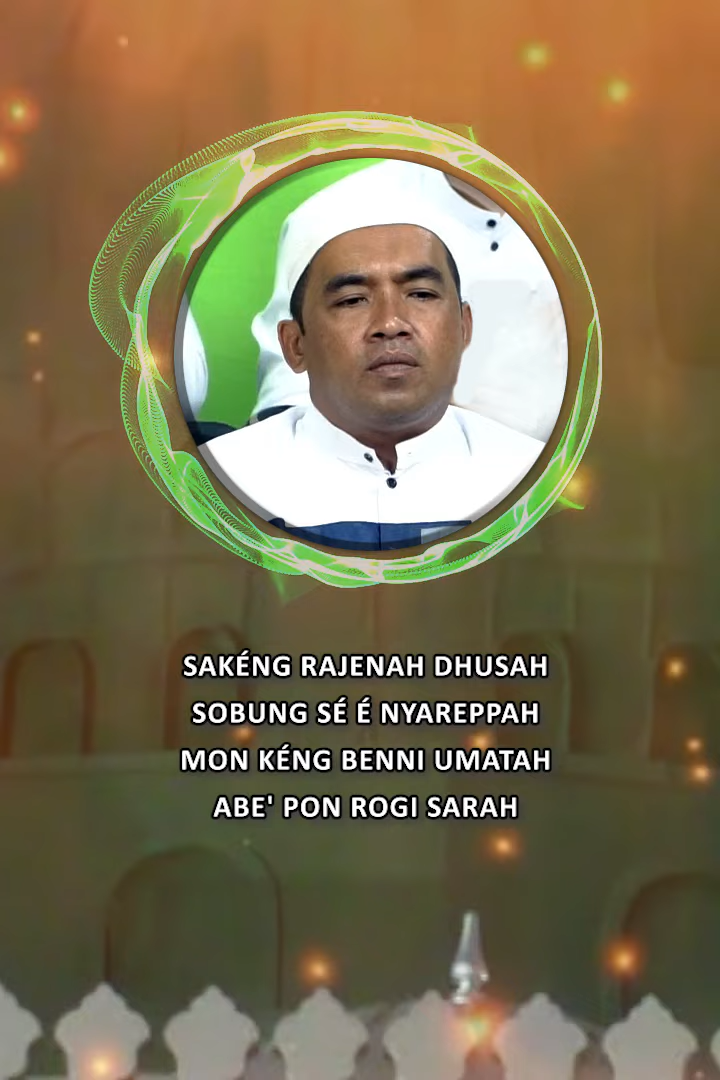 SAKÉNG RAJENAH DHUSAH
SOBUNG SÉ É NYAREPPAH
MON KÉNG BENNI UMATAH
ABE' PON ROGI SARAH